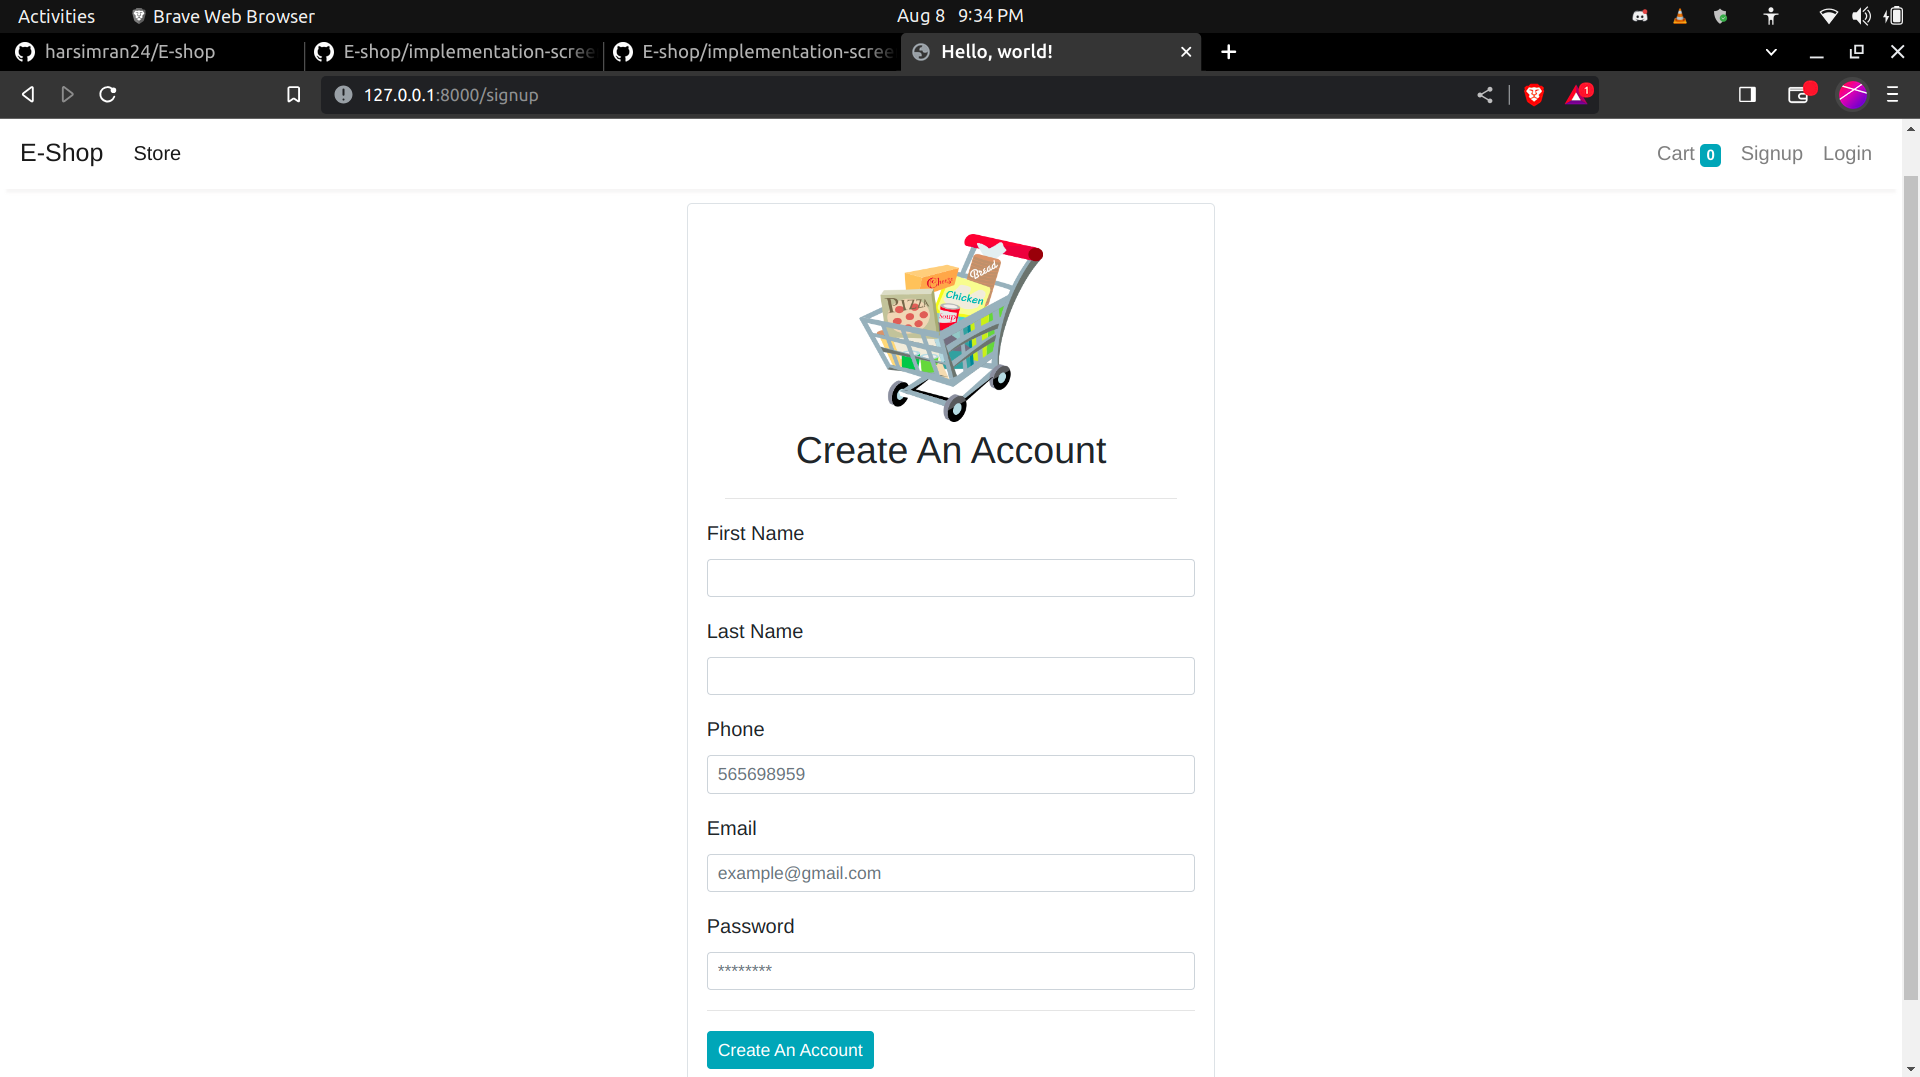 Activities Brave Web Browser Aug 8 9:34 PM
harsimran24/E-shop E-shop/implementation-scree E-shop/implementation-scree Hello, world!
127.0.0.1:8000/signup 1
E-Shop Store Cart 0 Signup Login
Bread
Chicken
PIZZA
Soup
Create An Account
First Name
Last Name
Phone
565698959
Email
example@gmail.com
Password
********
Create An Account